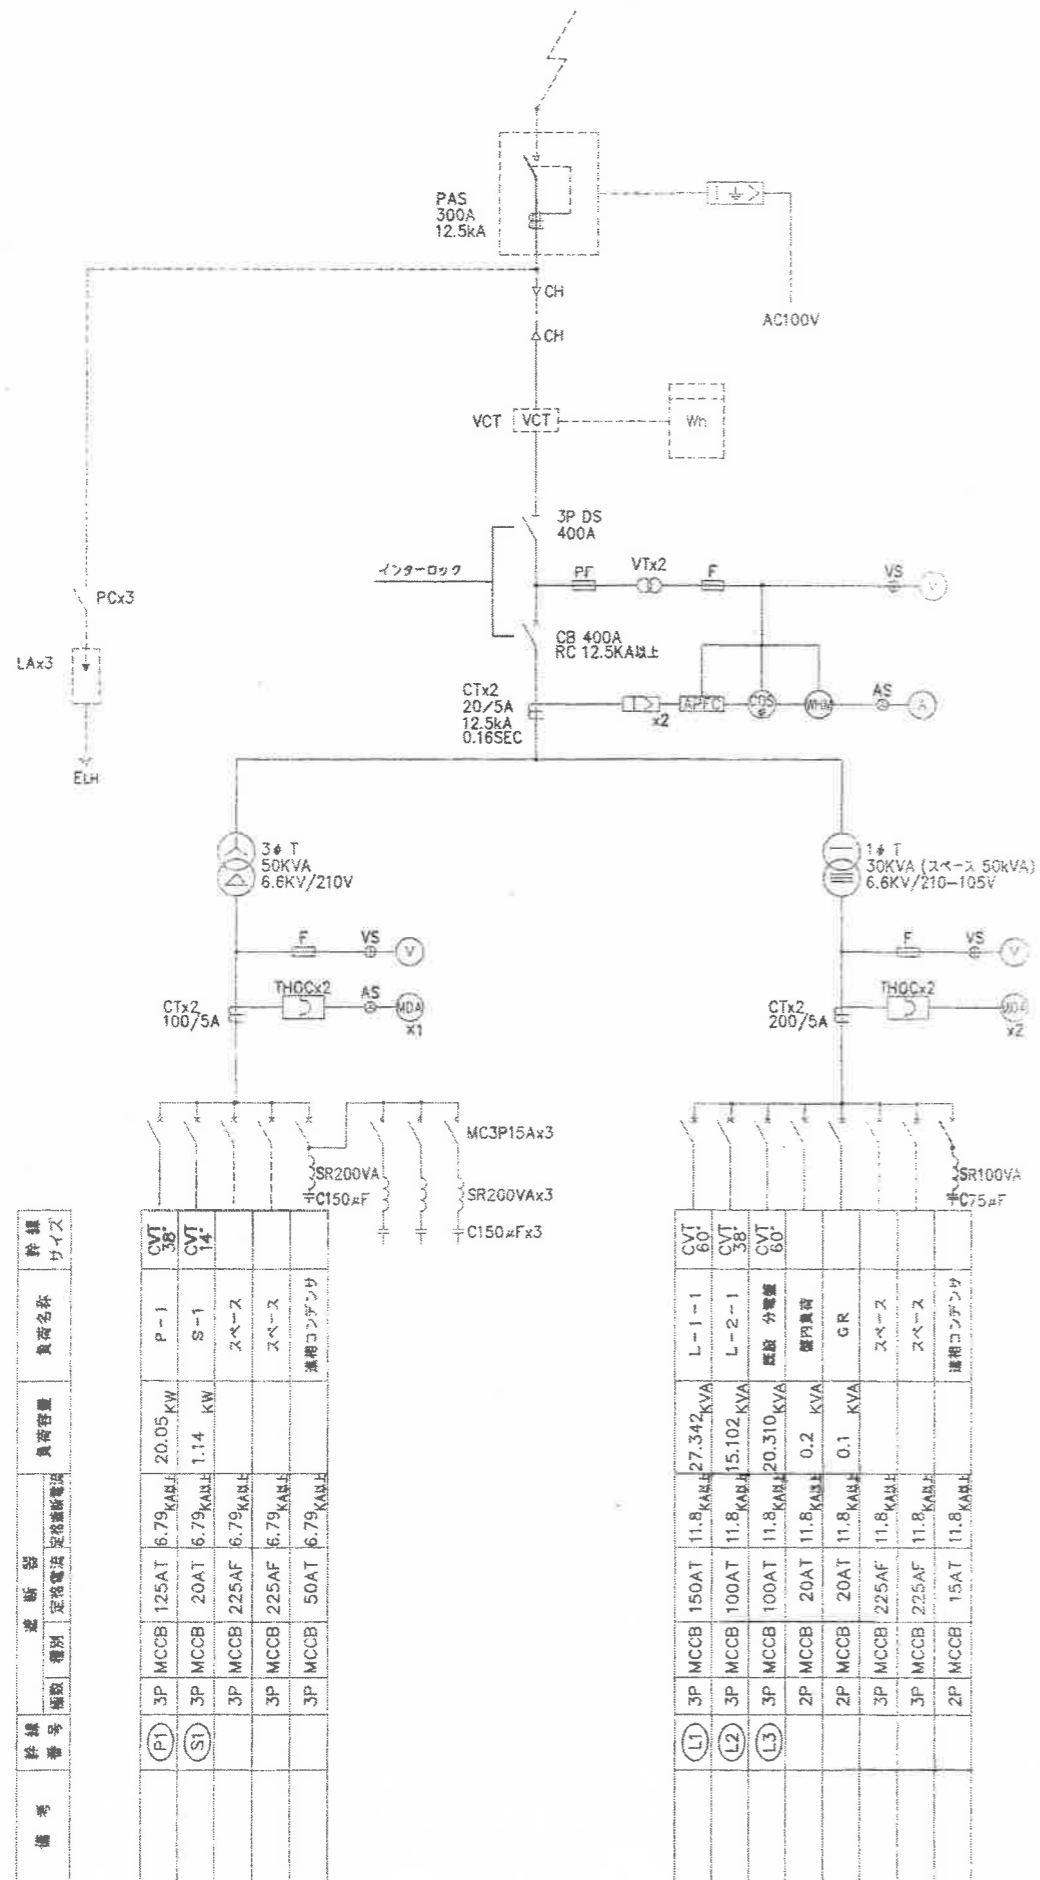 PAS
300A
12.5kA
AC100V
CH
CH
VCT
VCT
Wh
3P DS
400A
インターロック
PF
VTx2
F
VS
V
CB 400A
RC 12.5KA以上
PCx3
LAx3
ELH
CTx2
20/5A
12.5kA
0.16SEC
x2
APFC
COS
φ
WHM
AS
A
3φ T
50KVA
6.6KV/210V
1φ T
30KVA (スペース 50kVA)
6.6KV/210-105V
F
VS
V
F
VS
V
THOCx2
AS
MDA
x1
CTx2
100/5A
THOCx2
MDA
x2
CTx2
200/5A
MC3P15Ax3
SR200VA
C150μF
SR200VAx3
C150μFx3
SR100VA
C75μF
幹線サイズ
負荷名称
負荷容量
遮断器
定格遮断電流
定格電流
種別
極数
幹線番号
備考
CVT 38° P-1 20.05 KW 6.79KA以上 125AT MCCB 3P P1
CVT 14° S-1 1.14 KW 6.79KA以上 20AT MCCB 3P S1
スペース 6.79KA以上 225AF MCCB 3P
スペース 6.79KA以上 225AF MCCB 3P
進相コンデンサ 6.79KA以上 50AT MCCB 3P
CVT 60° L-1-1 27.342 KVA 11.8KA以上 150AT MCCB 3P L1
CVT 38° L-2-1 15.102 KVA 11.8KA以上 100AT MCCB 3P L2
CVT 60° 既設 分電盤 20.310 KVA 11.8KA以上 100AT MCCB 3P L3
盤内負荷 0.2 KVA 11.8KA以上 20AT MCCB 2P
GR 0.1 KVA 11.8KA以上 20AT MCCB 2P
スペース 11.8KA以上 225AF MCCB 3P
スペース 11.8KA以上 225AF MCCB 3P
進相コンデンサ 11.8KA以上 15AT MCCB 2P